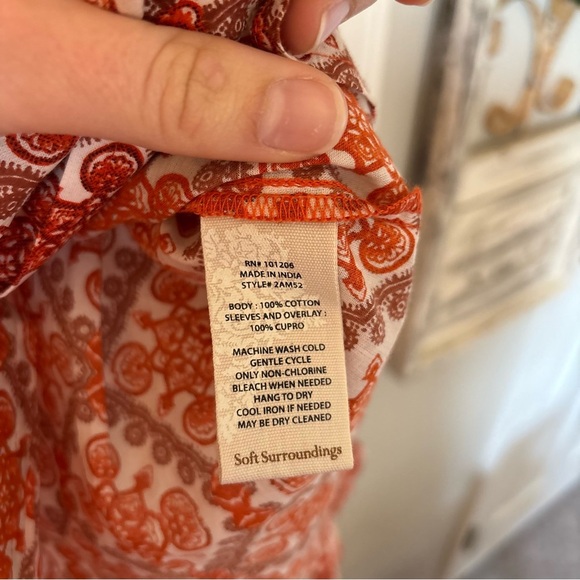 RN# 101206
MADE IN INDIA
STYLE# 2AM52
BODY : 100% COTTON
SLEEVES AND OVERLAY :
100% CUPRO
MACHINE WASH COLD
GENTLE CYCLE
ONLY NON-CHLORINE
BLEACH WHEN NEEDED
HANG TO DRY
COOL IRON IF NEEDED
MAY BE DRY CLEANED
Soft Surroundings